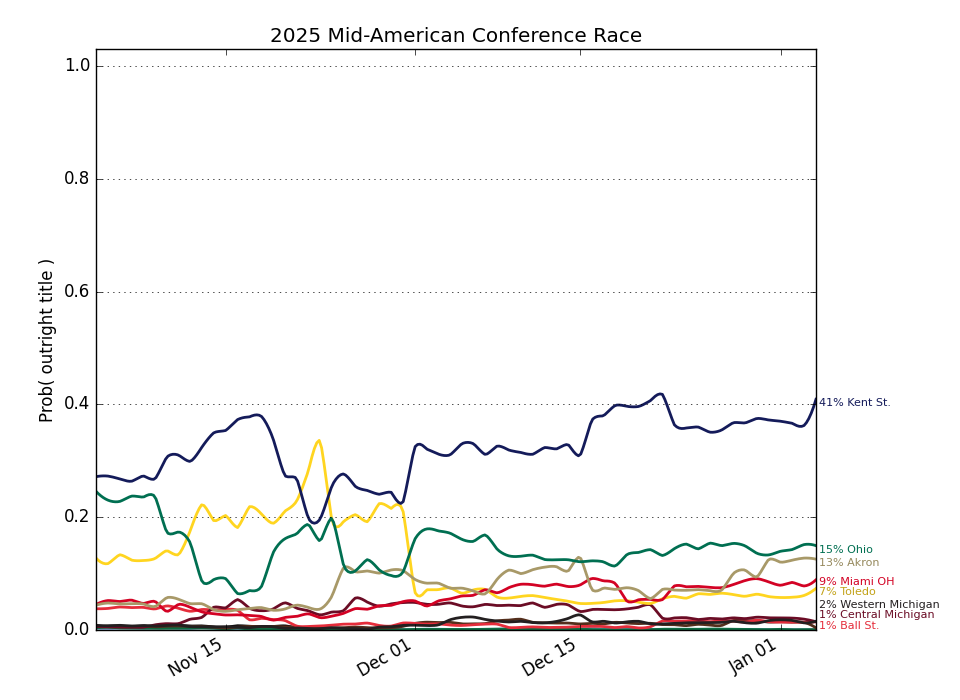 2025 Mid-American Conference Race
Prob( outright title )
1.0
0.8
0.6
0.4
0.2
0.0
Nov 15
Dec 01
Dec 15
Jan 01
41% Kent St.
15% Ohio
13% Akron
9% Miami OH
7% Toledo
2% Western Michigan
1% Central Michigan
1% Ball St.